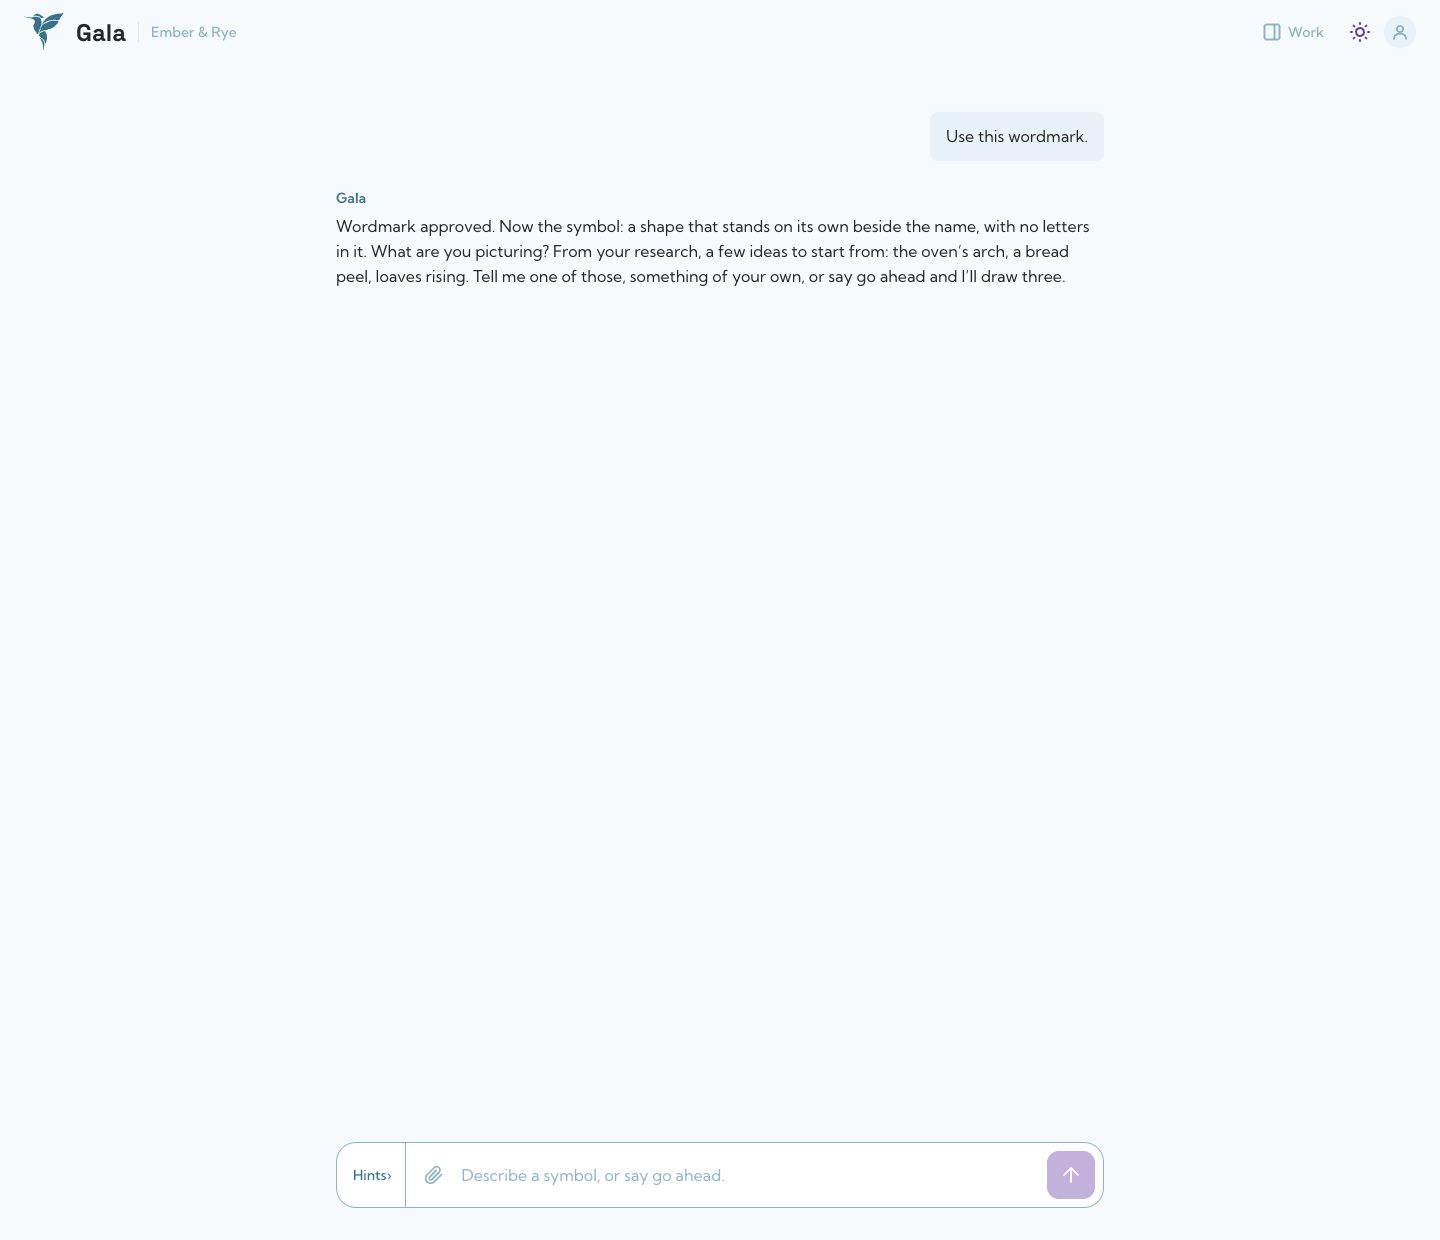 Gala
Ember & Rye
Work
Use this wordmark.
Gala
Wordmark approved. Now the symbol: a shape that stands on its own beside the name, with no letters
in it. What are you picturing? From your research, a few ideas to start from: the oven’s arch, a bread
peel, loaves rising. Tell me one of those, something of your own, or say go ahead and I’ll draw three.
Hints›
Describe a symbol, or say go ahead.